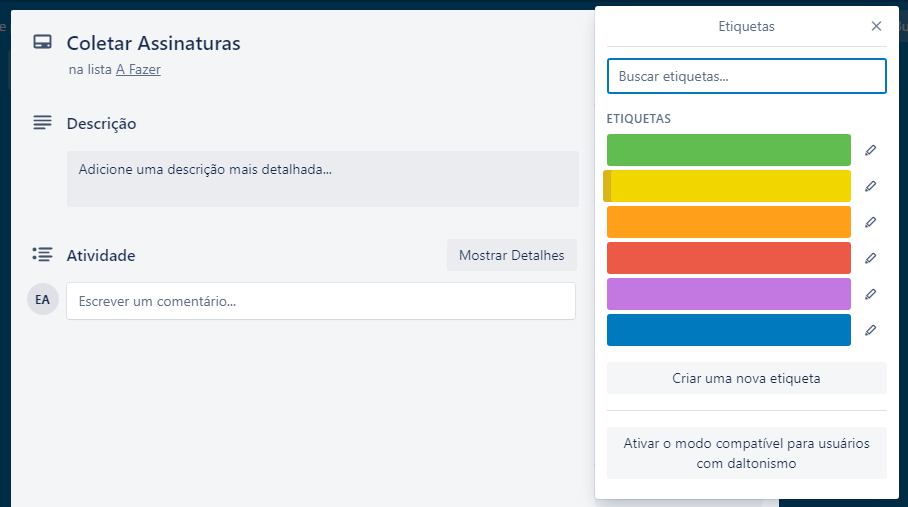 Coletar Assinaturas
na lista A Fazer
Descrição
Adicione uma descrição mais detalhada...
Atividade
Mostrar Detalhes
EA
Escrever um comentário...
Etiquetas
Buscar etiquetas...
ETIQUETAS
Criar uma nova etiqueta
Ativar o modo compatível para usuários
com daltonismo